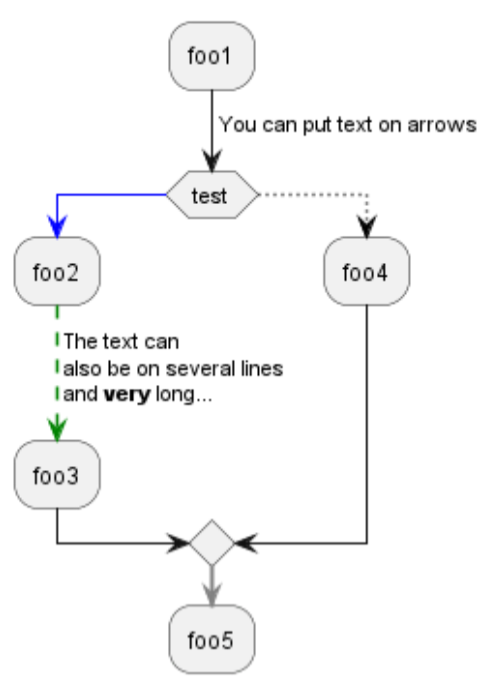 foo1
You can put text on arrows
test
foo2
foo4
The text can
also be on several lines
and very long...
foo3
foo5